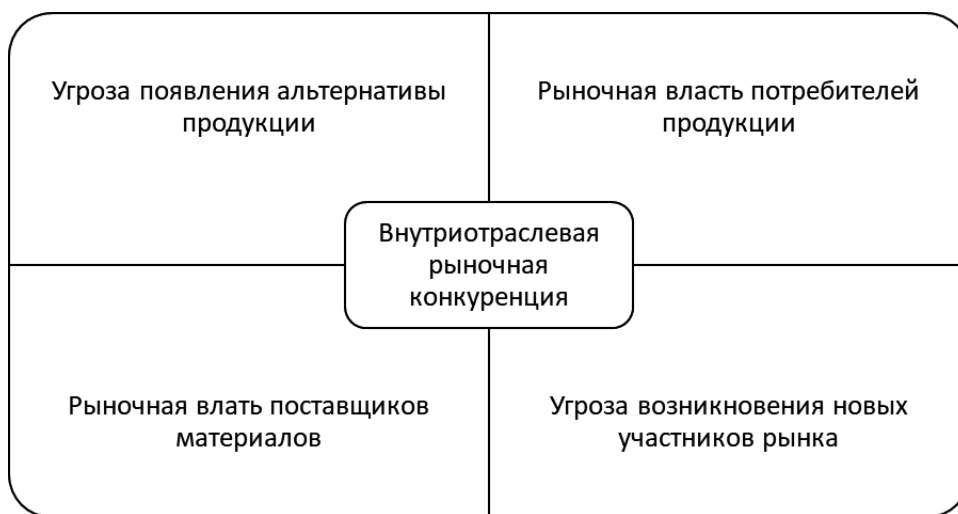 Угроза появления альтернативы
продукции
Рыночная власть потребителей
продукции
Внутриотраслевая
рыночная
конкуренция
Рыночная влать поставщиков
материалов
Угроза возникновения новых
участников рынка